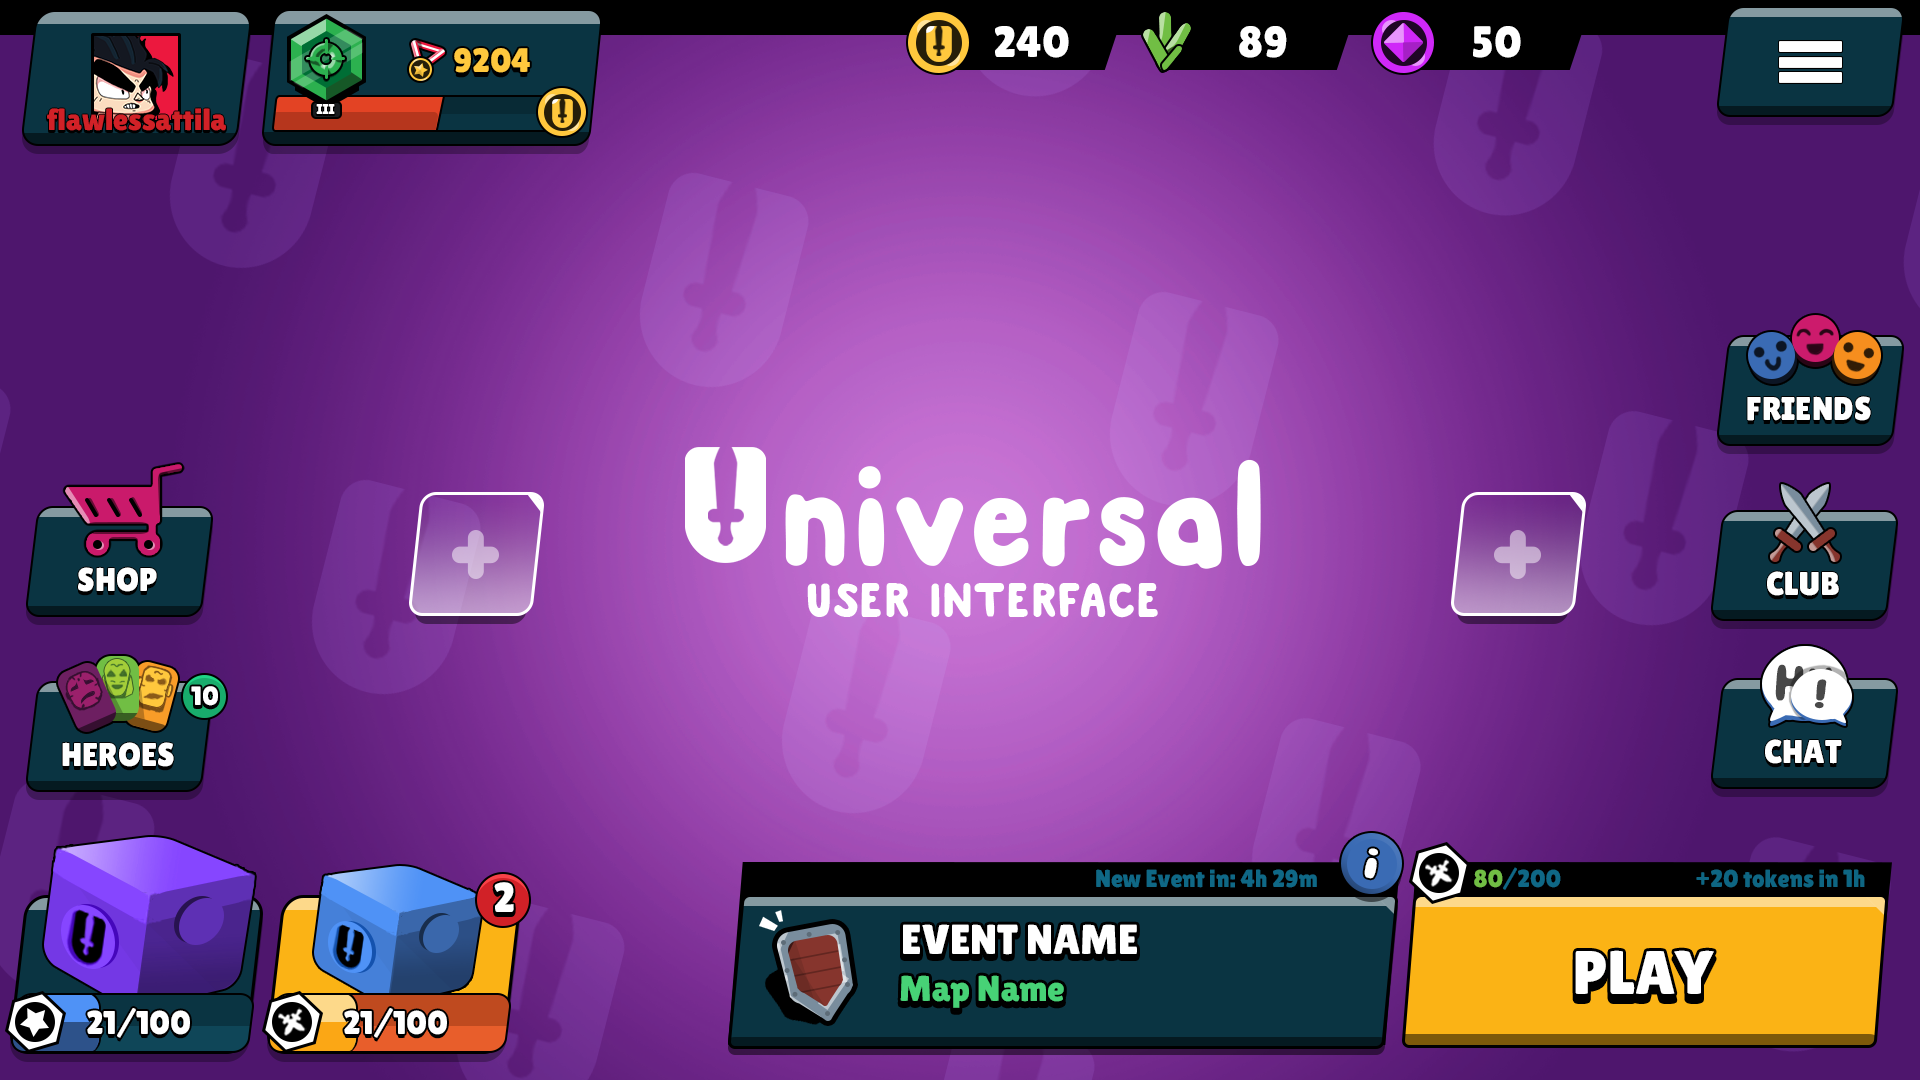 flawlessattila
III
9204
240
89
50
FRIENDS
SHOP
Universal
USER INTERFACE
CLUB
10
HEROES
H !
CHAT
New Event in: 4h 29m
i
80/200
+20 tokens in 1h
2
EVENT NAME
Map Name
PLAY
21/100
21/100